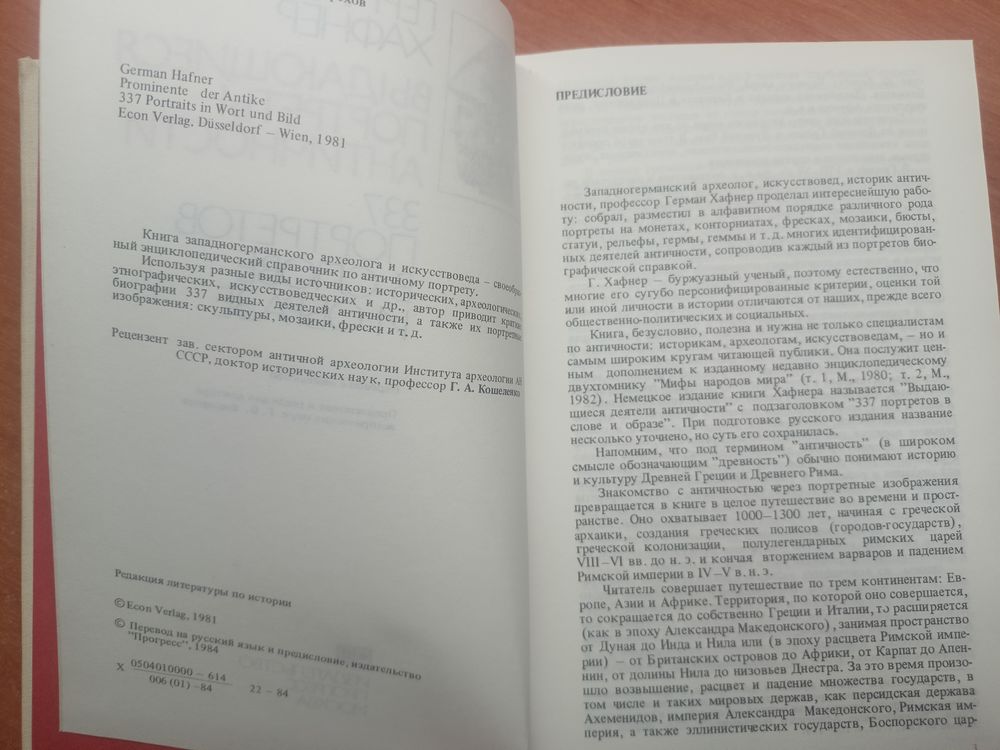 German Hafner
Prominente der Antike
337 Portraits in Wort und Bild
Econ Verlag. Düsseldorf – Wien, 1981
Книга западногерманского археолога и искусствоведа – своеобраз-
ный энциклопедический справочник по античному портрету.
Используя разные виды источников: исторических, археологических,
этнографических, искусствоведческих и др., автор приводит краткие
биографии 337 видных деятелей античности, а также их портретные
изображения: скульптуры, мозаики, фрески и т. д.
Рецензент зав. сектором античной археологии Института археологии АН
СССР, доктор исторических наук, профессор Г. А. Кошеленко
Редакция литературы по истории
© Econ Verlag, 1981
© Перевод на русский язык и предисловие, издательство
"Прогресс", 1984
Х 0504010000 – 614
006 (01) –84
22 – 84
ПРЕДИСЛОВИЕ
Западногерманский археолог, искусствовед, историк антич-
ности, профессор Герман Хафнер проделал интереснейшую рабо-
ту: собрал, разместил в алфавитном порядке различного рода
портреты на монетах, конторниатах, фресках, мозаики, бюсты,
статуи, рельефы, гермы, геммы и т.д. многих идентифицирован-
ных деятелей античности, сопроводив каждый из портретов био-
графической справкой.
Г. Хафнер – буржуазный ученый, поэтому естественно, что
многие его сугубо персонифицированные критерии, оценки той
или иной личности в истории отличаются от наших, прежде всего
общественно-политических и социальных.
Книга, безусловно, полезна и нужна не только специалистам
по античности: историкам, археологам, искусствоведам, – но и
самым широким кругам читающей публики. Она послужит цен-
ным дополнением к изданному недавно энциклопедическому
двухтомнику "Мифы народов мира" (т. 1, М., 1980; т. 2, М.,
1982). Немецкое издание книги Хафнера называется "Выдаю-
щиеся деятели античности" с подзаголовком "337 портретов в
слове и образе". При подготовке русского издания название
несколько уточнено, но суть его сохранилась.
Напомним, что под термином "античность" (в широком
смысле обозначающим "древность") обычно понимают историю
и культуру Древней Греции и Древнего Рима.
Знакомство с античностью через портретные изображения
превращается в книге в целое путешествие во времени и прост-
ранстве. Оно охватывает 1000–1300 лет, начиная с греческой
архаики, создания греческих полисов (городов-государств),
греческой колонизации, полулегендарных римских царей
VIII–VI вв. до н. э. и кончая вторжением варваров и падением
Римской империи в IV–V в. н. э.
Читатель совершает путешествие по трем континентам: Ев-
ропе, Азии и Африке. Территория, по которой оно совершается,
то сокращается до собственно Греции и Италии, то расширяется
(как в эпоху Александра Македонского), занимая пространство
от Дуная до Инда и Нила или (в эпоху расцвета Римской импе-
рии) – от Британских островов до Африки, от Карпат до Апен-
нин, от долины Нила до низовьев Днестра. За это время произо-
шло возвышение, расцвет и падение множества государств, в
том числе и таких мировых держав, как персидская держава
Ахеменидов, империя Александра Македонского, Римская им-
перия, а также эллинистических государств, Боспорского цар-